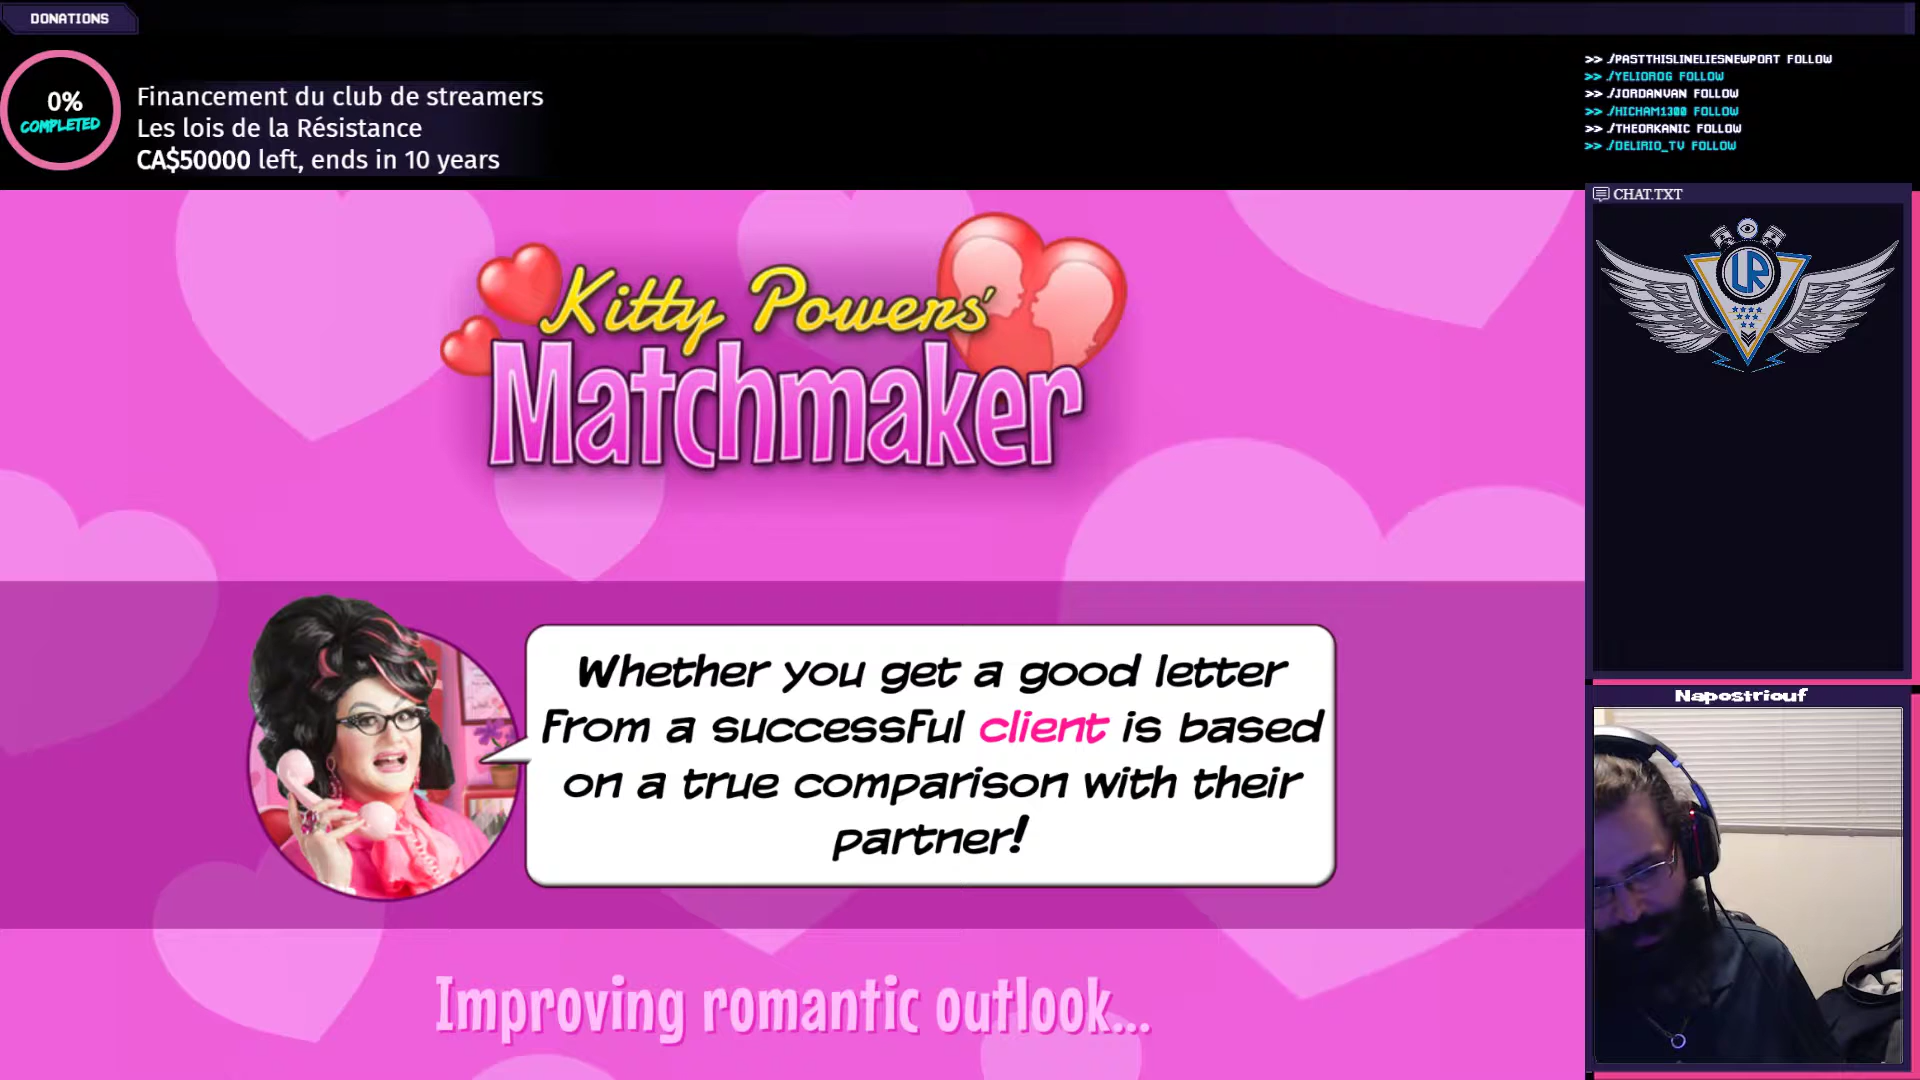 DONATIONS
0%
COMPLETED
Financement du club de streamers
Les lois de la Résistance
CA$50000 left, ends in 10 years
>> ./PASTTHISLINELIESNEWPORT FOLLOW
>> ./YELIOROG FOLLOW
>> ./JORDANVAN FOLLOW
>> ./HICHAM1300 FOLLOW
>> ./THEORKANIC FOLLOW
>> ./DELIRIO_TV FOLLOW
CHAT.TXT
LR
Kitty Powers'
Matchmaker
Whether you get a good letter
from a successful client is based
on a true comparison with their
partner!
Improving romantic outlook...
Napostriouf